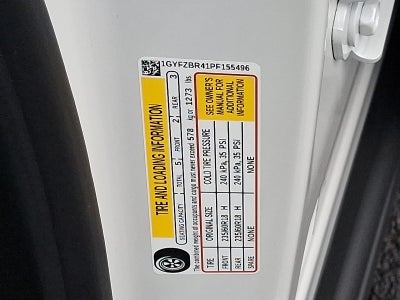 1GYFZBR41PF155496
TIRE AND LOADING INFORMATION
SEATING CAPACITY TOTAL 5 FRONT 2 REAR 3
The combined weight of occupants and cargo must never exceed 578 kg or 1273 lbs.
TIRE ORIGINAL SIZE COLD TIRE PRESSURE
FRONT 235/60R18 H 240 kPa, 35 PSI
REAR 235/60R18 H 240 kPa, 35 PSI
SPARE NONE NONE
SEE OWNER'S
MANUAL FOR
ADDITIONAL
INFORMATION